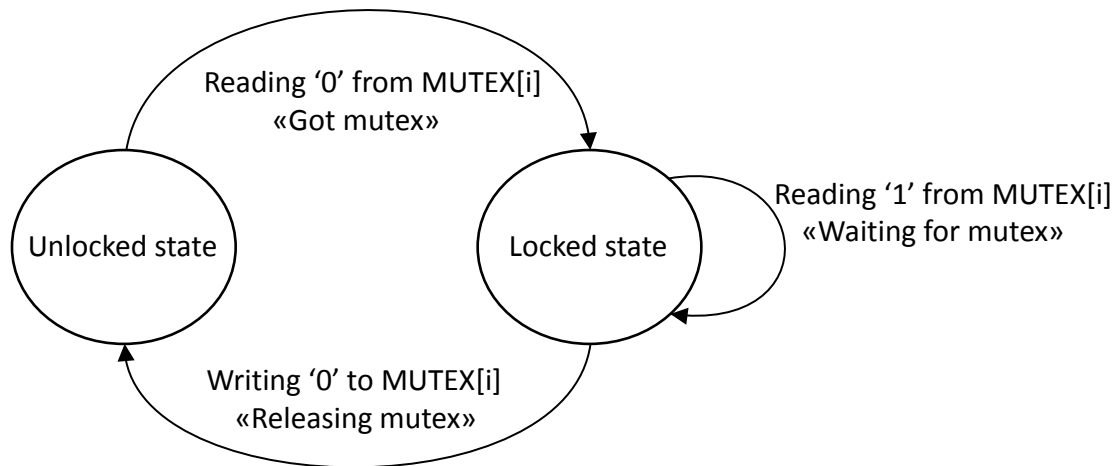 Reading ‘0’ from MUTEX[i]
«Got mutex»
Unlocked state
Locked state
Reading ‘1’ from MUTEX[i]
«Waiting for mutex»
Writing ‘0’ to MUTEX[i]
«Releasing mutex»